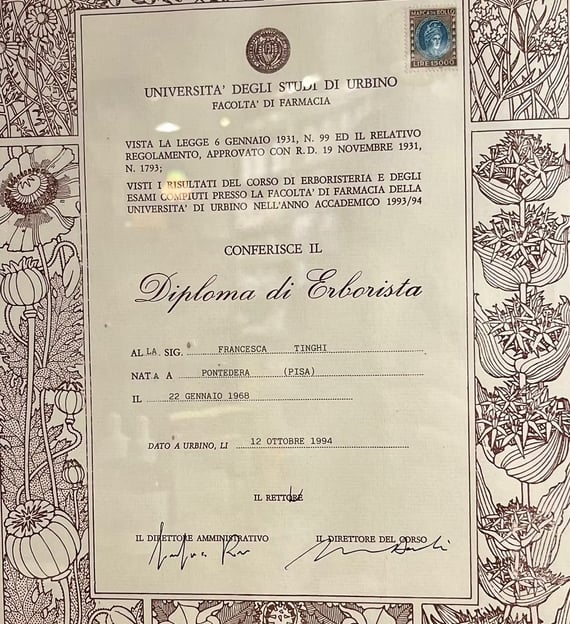 MARCA DA BOLLO
LIRE 15000
UNIVERSITA' DEGLI STUDI DI URBINO
FACOLTA' DI FARMACIA
VISTA LA LEGGE 6 GENNAIO 1931, N. 99 ED IL RELATIVO
REGOLAMENTO, APPROVATO CON R.D. 19 NOVEMBRE 1931,
N. 1793;
VISTI I RISULTATI DEL CORSO DI ERBORISTERIA E DEGLI
ESAMI COMPIUTI PRESSO LA FACOLTA' DI FARMACIA DELLA
UNIVERSITA' DI URBINO NELL'ANNO ACCADEMICO 1993/94
CONFERISCE IL
Diploma di Erborista
AL LA SIG. FRANCESCA TINGHI
NATA A PONTEDERA (PISA)
IL 22 GENNAIO 1968
DATO A URBINO, LI 12 OTTOBRE 1994
IL RETTORE
IL DIRETTORE AMMINISTRATIVO IL DIRETTORE DEL CORSO